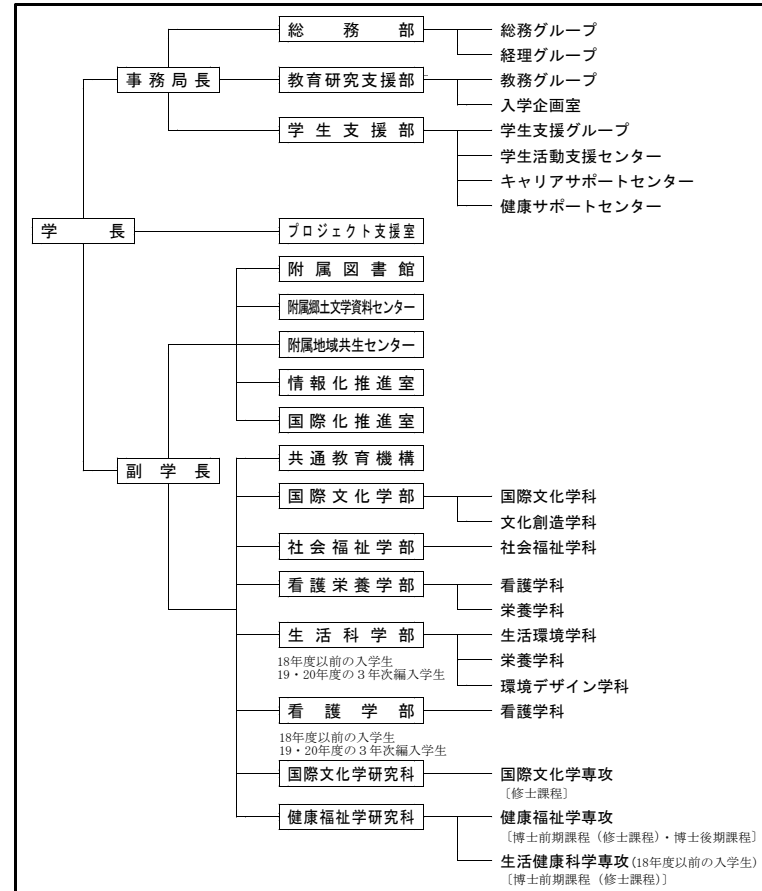 総務部
総務グループ
経理グループ
事務局長
教育研究支援部
教務グループ
入学企画室
学生支援部
学生支援グループ
学生活動支援センター
キャリアサポートセンター
健康サポートセンター
学長
プロジェクト支援室
附属図書館
附属郷土文学資料センター
附属地域共生センター
情報化推進室
国際化推進室
共通教育機構
副学長
国際文化学部
国際文化学科
文化創造学科
社会福祉学部
社会福祉学科
看護栄養学部
看護学科
栄養学科
生活科学部
生活環境学科
18年度以前の入学生
19・20年度の3年次編入学生
栄養学科
環境デザイン学科
看護学部
看護学科
18年度以前の入学生
19・20年度の3年次編入学生
国際文化学研究科
国際文化学専攻
〔修士課程〕
健康福祉学研究科
健康福祉学専攻
〔博士前期課程（修士課程）・博士後期課程〕
生活健康科学専攻(18年度以前の入学生)
〔博士前期課程（修士課程）〕